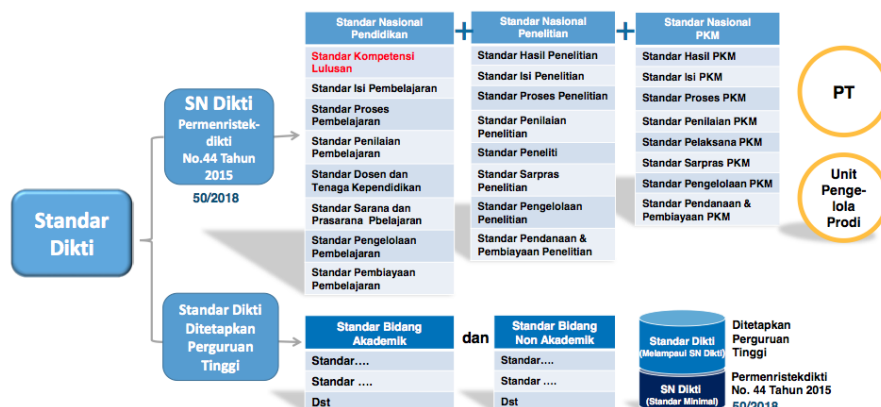 Standar
Dikti
SN Dikti
Permenristek-
dikti
No.44 Tahun
2015
50/2018
Standar Dikti
Ditetapkan
Perguruan
Tinggi
Standar Nasional
Pendidikan
Standar Kompetensi
Lulusan
Standar Isi Pembelajaran
Standar Proses
Pembelajaran
Standar Penilaian
Pembelajaran
Standar Dosen dan
Tenaga Kependidikan
Standar Sarana dan
Prasarana Pbelajaran
Standar Pengelolaan
Pembelajaran
Standar Pembiayaan
Pembelajaran
+
Standar Nasional
Penelitian
Standar Hasil Penelitian
Standar Isi Penelitian
Standar Proses Penelitian
Standar Penilaian
Penelitian
Standar Peneliti
Standar Sarpras
Penelitian
Standar Pengelolaan
Penelitian
Standar Pendanaan &
Pembiayaan Penelitian
+
Standar Nasional
PKM
Standar Hasil PKM
Standar Isi PKM
Standar Proses PKM
Standar Penilaian PKM
Standar Pelaksana PKM
Standar Sarpras PKM
Standar Pengelolaan PKM
Standar Pendanaan &
Pembiayaan PKM
PT
Unit
Penge-
lola
Prodi
Standar Bidang
Akademik
Standar....
Standar ....
Dst
dan
Standar Bidang
Non Akademik
Standar....
Standar ....
Dst
Standar Dikti
(Melampaui SN Dikti)
SN Dikti
(Standar Minimal)
Ditetapkan
Perguruan
Tinggi
Permenristekdikti
No. 44 Tahun 2015
50/2018